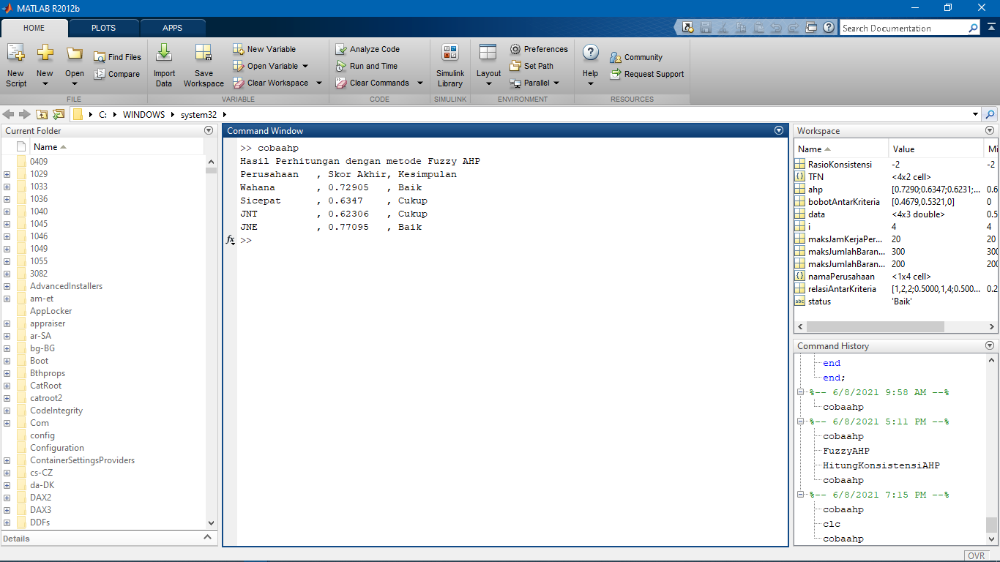 MATLAB R2012b
HOME PLOTS APPS
Search Documentation
New Script
New
Open
Find Files
Compare
Import Data
Save Workspace
New Variable
Open Variable
Clear Workspace
Analyze Code
Run and Time
Clear Commands
Simulink Library
Layout
Preferences
Set Path
Parallel
Help
Community
Request Support
FILE VARIABLE CODE SIMULINK ENVIRONMENT RESOURCES
C: WINDOWS system32
Current Folder
Name
0409
1029
1033
1036
1040
1045
1046
1049
1055
3082
AdvancedInstallers
am-et
AppLocker
appraiser
ar-SA
bg-BG
Boot
Bthprops
CatRoot
catroot2
CodeIntegrity
Com
config
Configuration
ContainerSettingsProviders
cs-CZ
da-DK
DAX2
DAX3
DDFs
Details
Command Window
>> cobaahp
Hasil Perhitungan dengan metode Fuzzy AHP
Perusahaan , Skor Akhir, Kesimpulan
Wahana , 0.72905 , Baik
Sicepat , 0.6347 , Cukup
JNT , 0.62306 , Cukup
JNE , 0.77095 , Baik
fx >>
Workspace
Name Value Mi
RasioKonsistensi -2 -2
TFN <4x2 cell>
ahp [0.7290;0.6347;0.6231;... 0.6
bobotAntarKriteria [0.4679,0.5321,0] 0
data <4x3 double> 0.5
i 4 4
maksJamKerjaPer... 20 20
maksJumlahBaran... 300 300
maksJumlahBaran... 200 200
namaPerusahaan <1x4 cell>
relasiAntarKriteria [1,2,2;0.5000,1,4;0.500... 0.2
status 'Baik'
Command History
end
end;
%-- 6/8/2021 9:58 AM --%
cobaahp
%-- 6/8/2021 5:11 PM --%
cobaahp
FuzzyAHP
HitungKonsistensiAHP
cobaahp
%-- 6/8/2021 7:15 PM --%
cobaahp
clc
cobaahp
OVR